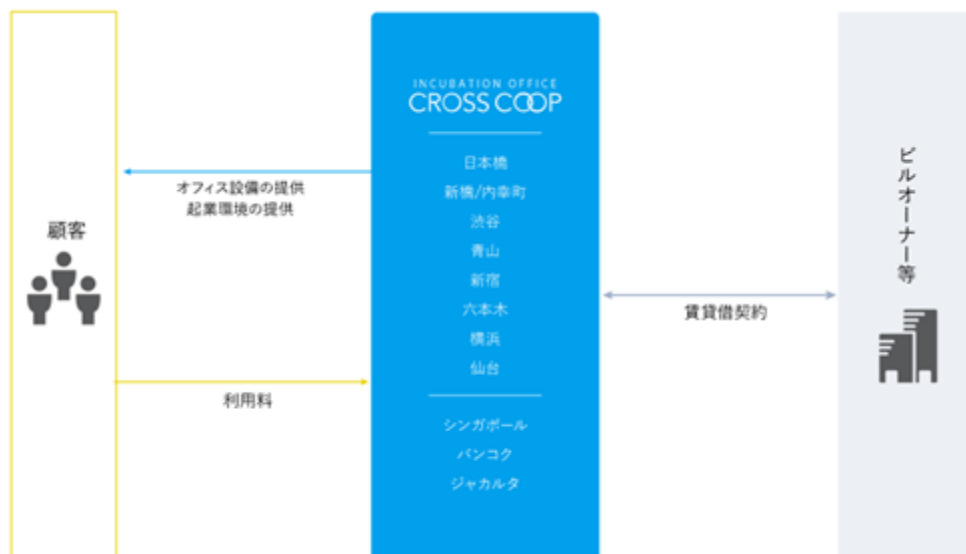 顧客
オフィス設備の提供
起業環境の提供
利用料
INCUBATION OFFICE
CROSS COOP
日本橋
新橋/内幸町
渋谷
青山
新宿
六本木
横浜
仙台
シンガポール
バンコク
ジャカルタ
賃貸借契約
ビルオーナー等